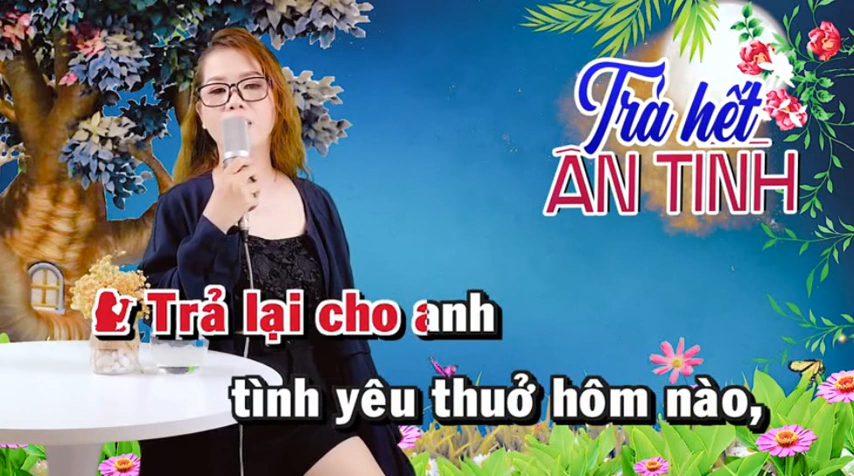 Trả hết
ÂN TÌNH
Trả lại cho anh
tình yêu thuở hôm nào,